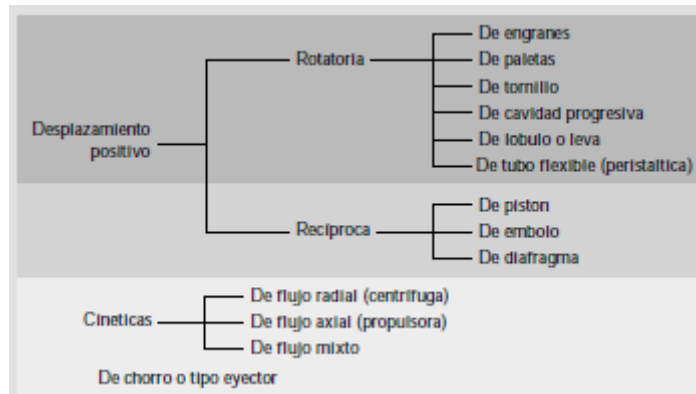 De engranes
Rotatoria
De paletas
De tornillo
Desplazamiento
positivo
De cavidad progresiva
De lobulo o leva
De tubo flexible (peristaltica)
De piston
Recíproca
De embolo
De diafragma
De flujo radial (centrifuga)
Cineticas
De flujo axial (propulsora)
De flujo mixto
De chorro o tipo eyector